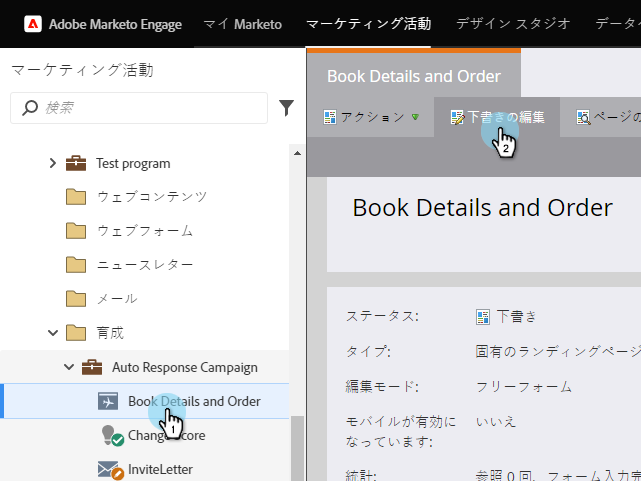 Adobe Marketo Engage マイ Marketo マーケティング活動 デザイン スタジオ データ
マーケティング活動
検索
Test program
ウェブコンテンツ
ウェブフォーム
ニュースレター
メール
育成
Auto Response Campaign
Book Details and Order
1
Change Score
InviteLetter
Book Details and Order
アクション 下書きの編集 ページの
2
Book Details and Order
ステータス: 下書き
タイプ: 固有のランディングページ
編集モード: フリーフォーム
モバイルが有効に いいえ
なっています:
統計: 参照 0 回、フォーム入力完